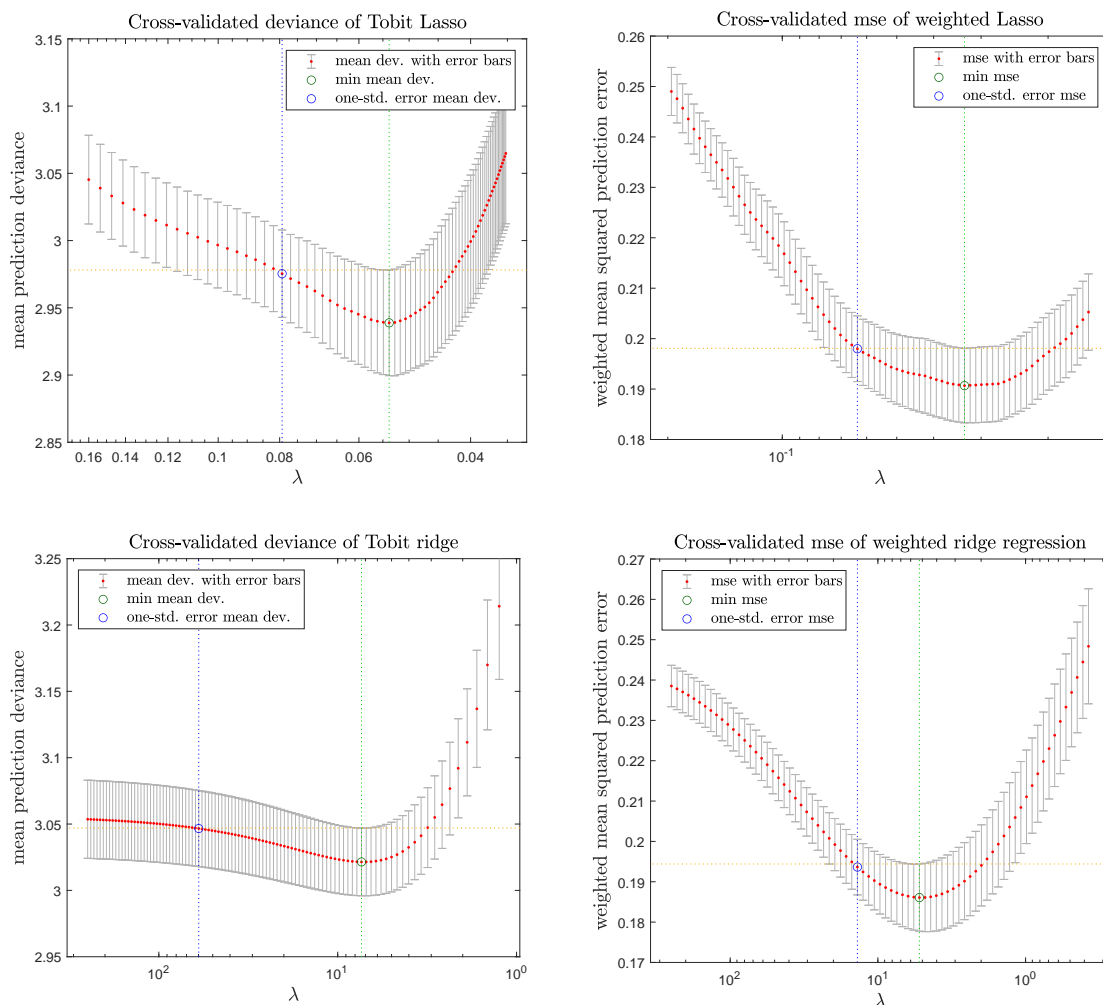 Cross-validated deviance of Tobit Lasso
3.15
3.1
3.05
3
2.95
2.9
2.85
mean prediction deviance
mean dev. with error bars
min mean dev.
one-std. error mean dev.
0.16 0.14 0.12 0.1 0.08 0.06 0.04
λ
Cross-validated mse of weighted Lasso
0.26
0.25
0.24
0.23
0.22
0.21
0.2
0.19
0.18
weighted mean squared prediction error
mse with error bars
min mse
one-std. error mse
10-1
λ
Cross-validated deviance of Tobit ridge
3.25
3.2
3.15
3.1
3.05
3
2.95
mean prediction deviance
mean dev. with error bars
min mean dev.
one-std. error mean dev.
10² 10¹ 10⁰
λ
Cross-validated mse of weighted ridge regression
0.27
0.26
0.25
0.24
0.23
0.22
0.21
0.2
0.19
0.18
0.17
weighted mean squared prediction error
mse with error bars
min mse
one-std. error mse
10² 10¹ 10⁰
λ